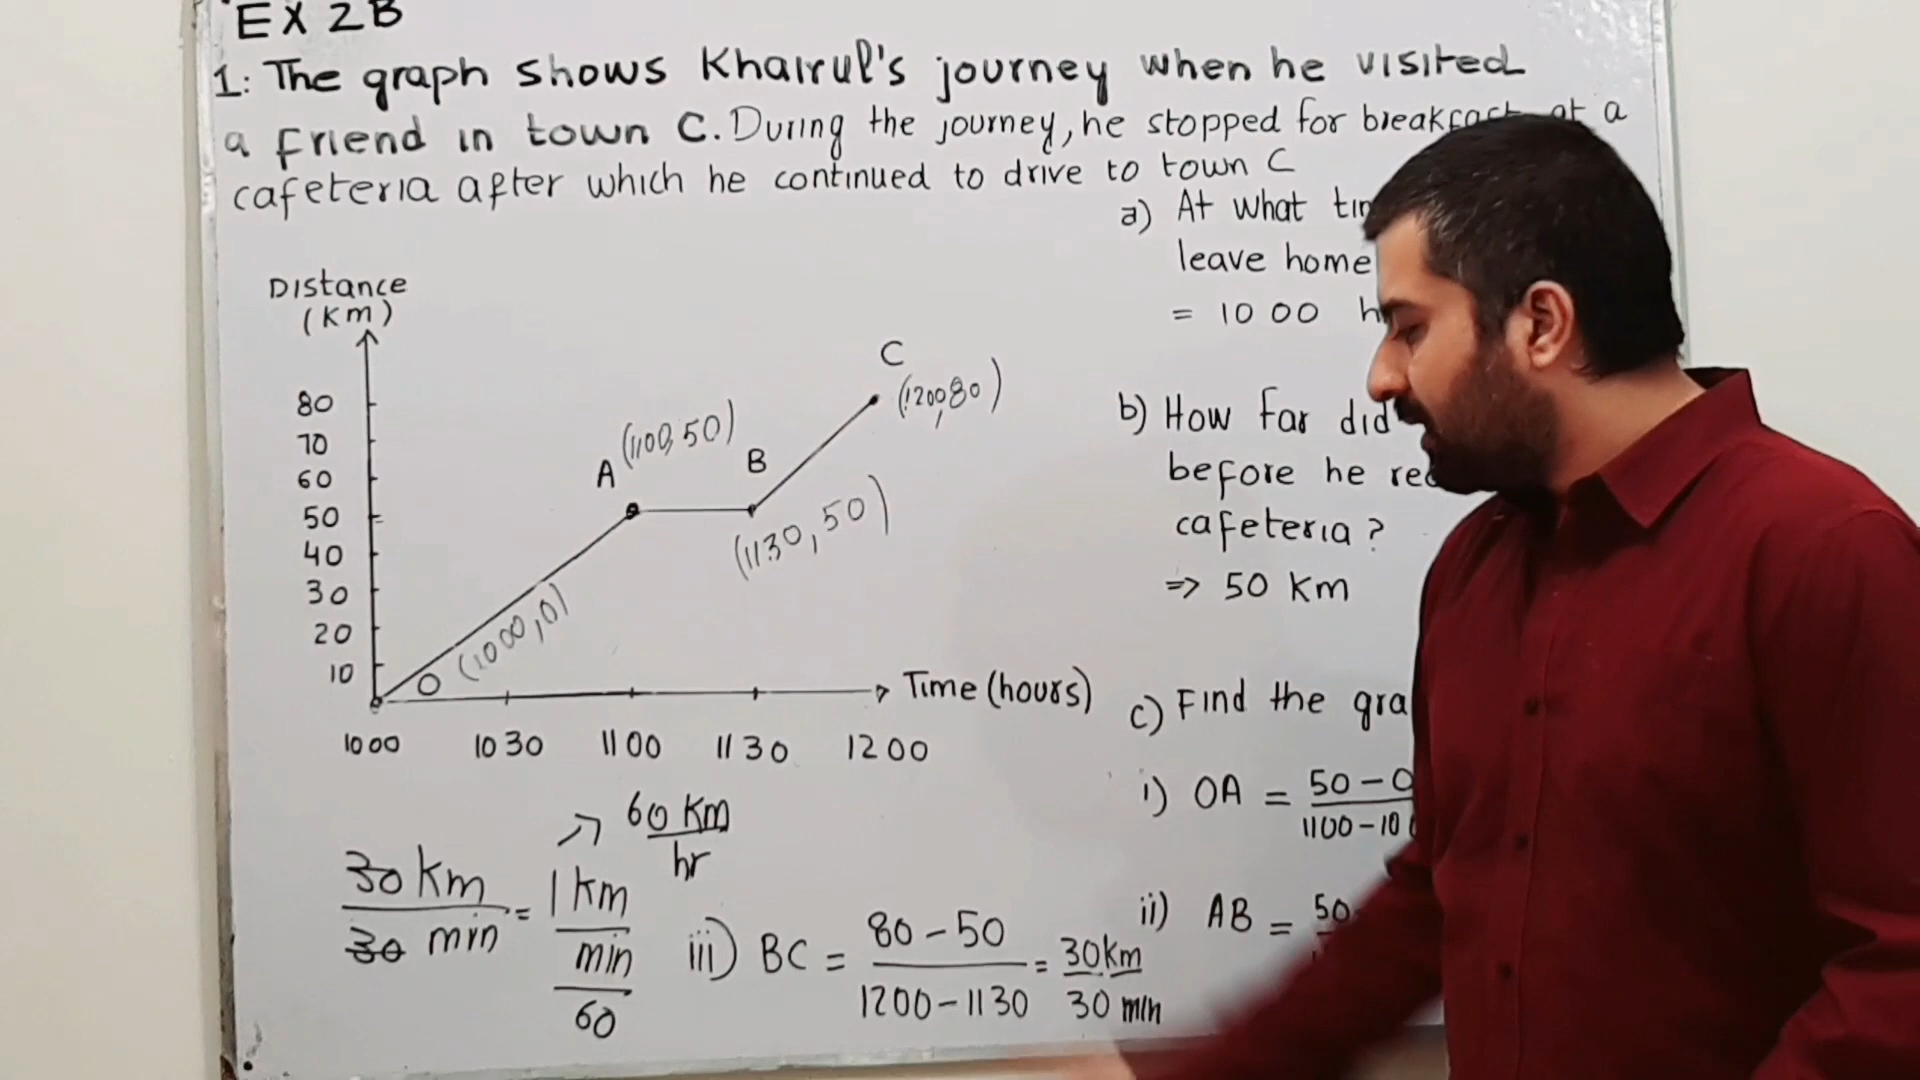 EX 2B
1: The graph shows Khairul's journey when he visited
a friend in town C. During the journey, he stopped for breakfast at a
cafeteria after which he continued to drive to town C
a) At what
leave home
= 10 00
b) How far did
before he
cafeteria?
=> 50 km
c) Find the
i) OA = 50 - 0
1100 - 10
ii) AB = 50
Distance
(km)
80
70
60
50
40
30
20
10
A (1100, 50)
B
(1130, 50)
C
(1200, 80)
O (1000, 0)
Time (hours)
1000 1030 1100 1130 1200
30 km
30 min
=
1 km
min
60
→ 60 km
hr
iii) BC = 80 - 50
1200 - 1130
= 30 km
30 min